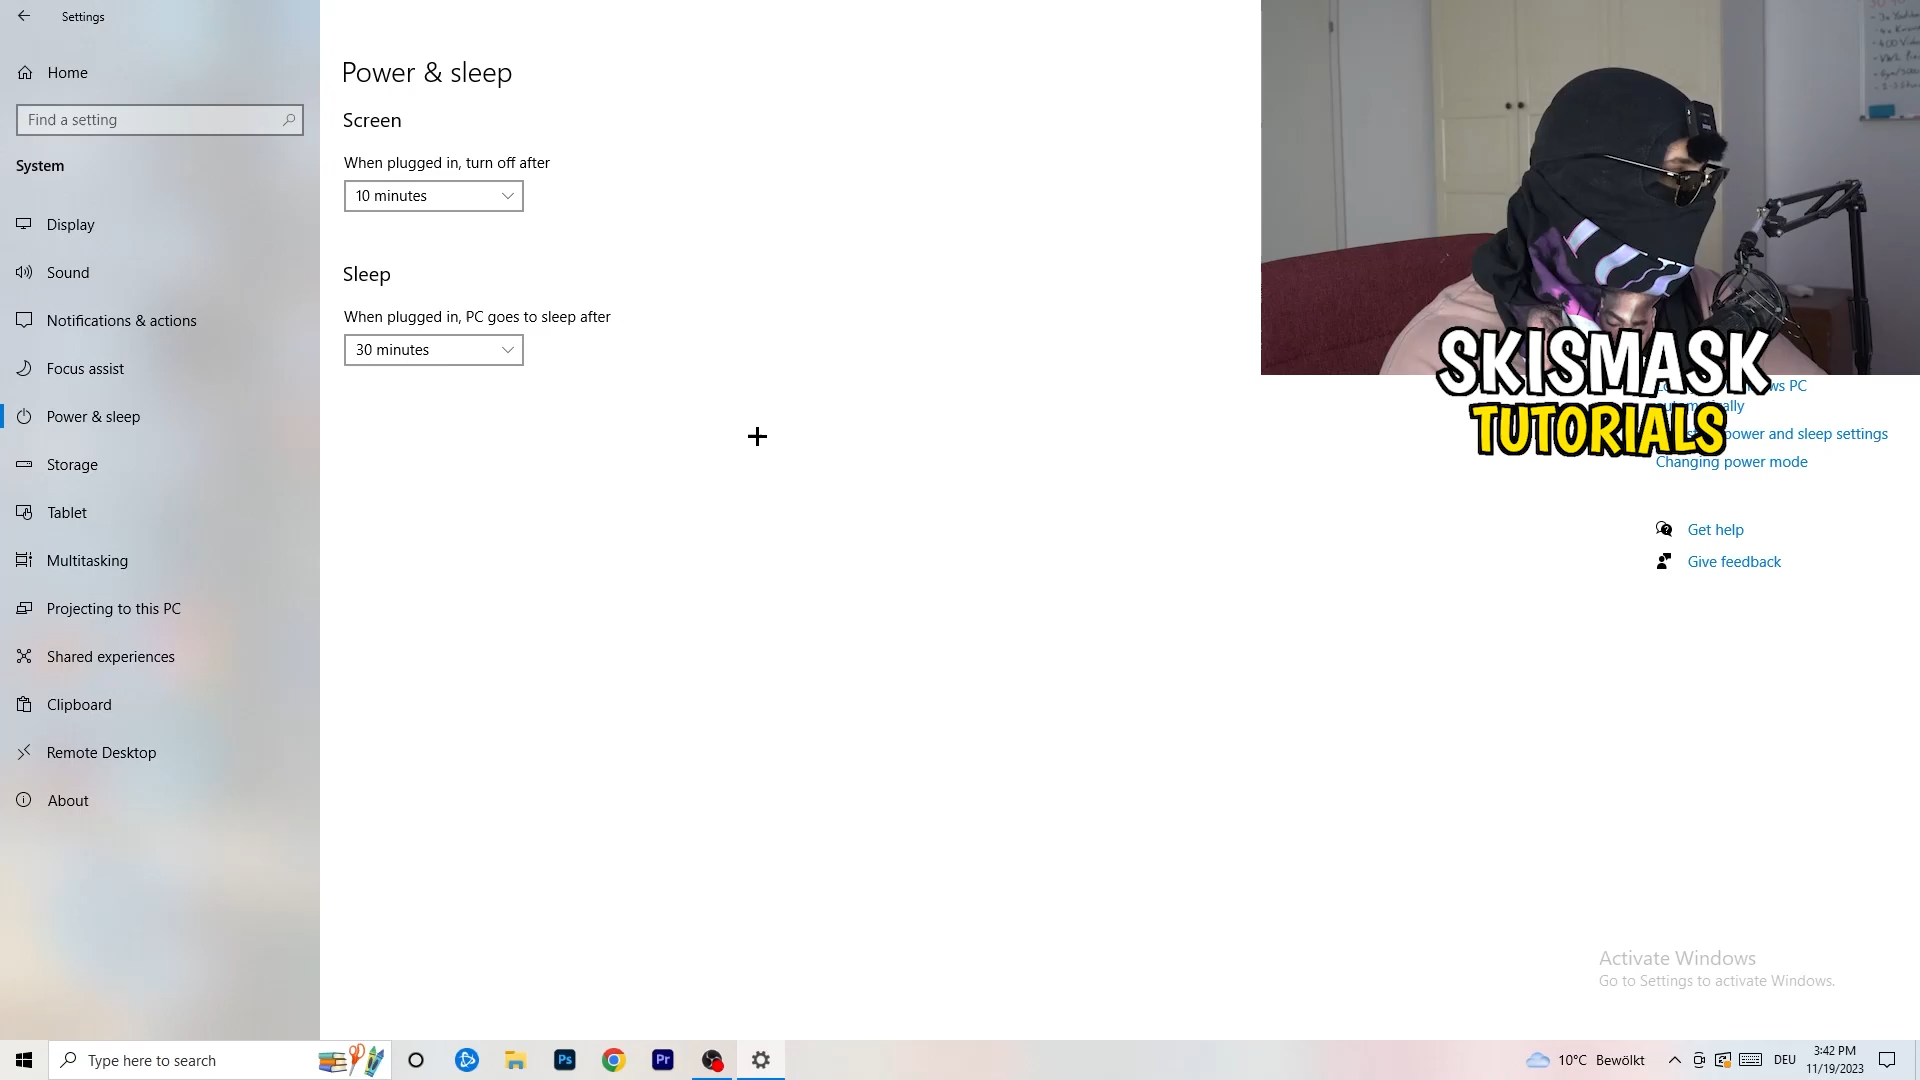 Settings
Home
Find a setting
System
Display
Sound
Notifications & actions
Focus assist
Power & sleep
Storage
Tablet
Multitasking
Projecting to this PC
Shared experiences
Clipboard
Remote Desktop
About
Power & sleep
Screen
When plugged in, turn off after
10 minutes
Sleep
When plugged in, PC goes to sleep after
30 minutes
SKISMASK
TUTORIALS
PC
power and sleep settings
Changing power mode
Get help
Give feedback
Activate Windows
Go to Settings to activate Windows.
Type here to search
Ps
Pr
10°C Bewölkt
DEU
3:42 PM
11/19/2023